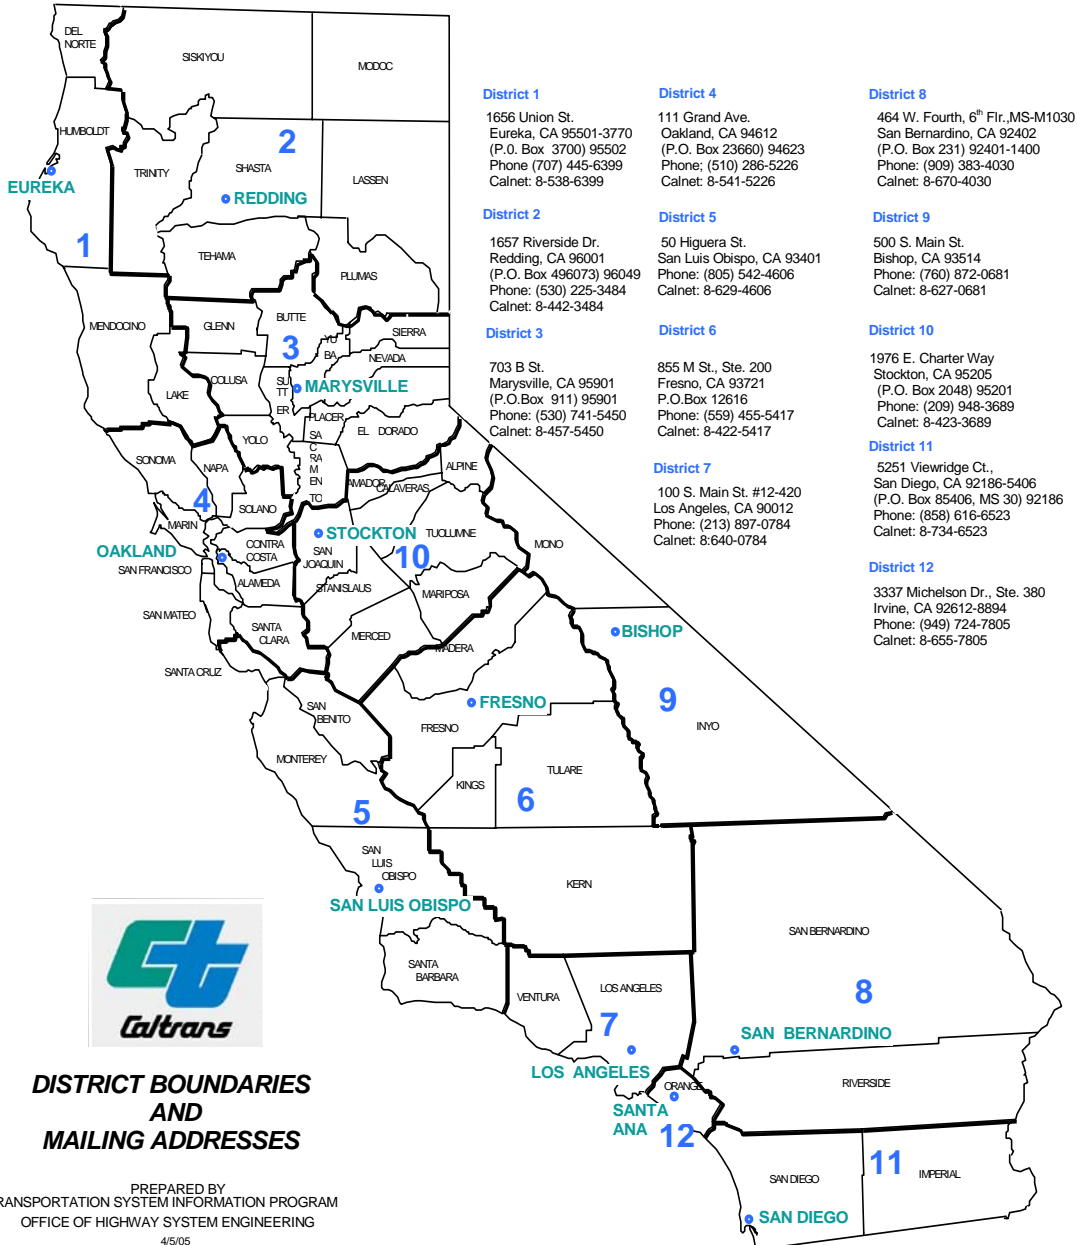 DEL
NORTE
SISKIYOU
MODOC
HUMBOLDT
TRINITY
2
SHASTA
LASSEN
EUREKA
REDDING
1
TEHAMA
PLUMAS
MENDOCINO
GLENN
BUTTE
3
YU
BA
SIERRA
NEVADA
LAKE
COLUSA
SU
TT
ER
MARYSVILLE
PLACER
EL DORADO
YOLO
SA
C
RA
M
EN
TO
SONOMA
NAPA
4
SOLANO
AMADOR
ALPINE
CALAVERAS
MARIN
OAKLAND
CONTRA
COSTA
SAN FRANCISCO
ALAMEDA
STOCKTON
SAN
JOAQUIN
10
TUOLUMNE
MONO
STANISLAUS
MARIPOSA
SAN MATEO
SANTA
CLARA
MERCED
MADERA
BISHOP
SANTA CRUZ
SAN
BENITO
FRESNO
FRESNO
9
INYO
MONTEREY
KINGS
TULARE
6
5
SAN
LUIS
OBISPO
SAN LUIS OBISPO
KERN
SANTA
BARBARA
VENTURA
LOS ANGELES
7
LOS ANGELES
SAN BERNARDINO
8
SAN BERNARDINO
ORANGE
SANTA
ANA
12
RIVERSIDE
SAN DIEGO
11
IMPERIAL
SAN DIEGO
District 1
1656 Union St.
Eureka, CA 95501-3770
(P.0. Box 3700) 95502
Phone (707) 445-6399
Calnet: 8-538-6399
District 2
1657 Riverside Dr.
Redding, CA 96001
(P.O. Box 496073) 96049
Phone: (530) 225-3484
Calnet: 8-442-3484
District 3
703 B St.
Marysville, CA 95901
(P.O.Box 911) 95901
Phone: (530) 741-5450
Calnet: 8-457-5450
District 4
111 Grand Ave.
Oakland, CA 94612
(P.O. Box 23660) 94623
Phone; (510) 286-5226
Calnet: 8-541-5226
District 5
50 Higuera St.
San Luis Obispo, CA 93401
Phone: (805) 542-4606
Calnet: 8-629-4606
District 6
855 M St., Ste. 200
Fresno, CA 93721
P.O.Box 12616
Phone: (559) 455-5417
Calnet: 8-422-5417
District 7
100 S. Main St. #12-420
Los Angeles, CA 90012
Phone: (213) 897-0784
Calnet: 8:640-0784
District 8
464 W. Fourth, 6th Flr.,MS-M1030
San Bernardino, CA 92402
(P.O. Box 231) 92401-1400
Phone: (909) 383-4030
Calnet: 8-670-4030
District 9
500 S. Main St.
Bishop, CA 93514
Phone: (760) 872-0681
Calnet: 8-627-0681
District 10
1976 E. Charter Way
Stockton, CA 95205
(P.O. Box 2048) 95201
Phone: (209) 948-3689
Calnet: 8-423-3689
District 11
5251 Viewridge Ct.,
San Diego, CA 92186-5406
(P.O. Box 85406, MS 30) 92186
Phone: (858) 616-6523
Calnet: 8-734-6523
District 12
3337 Michelson Dr., Ste. 380
Irvine, CA 92612-8894
Phone: (949) 724-7805
Calnet: 8-655-7805
Caltrans
DISTRICT BOUNDARIES
AND
MAILING ADDRESSES
PREPARED BY
RANSPORTATION SYSTEM INFORMATION PROGRAM
OFFICE OF HIGHWAY SYSTEM ENGINEERING
4/5/05